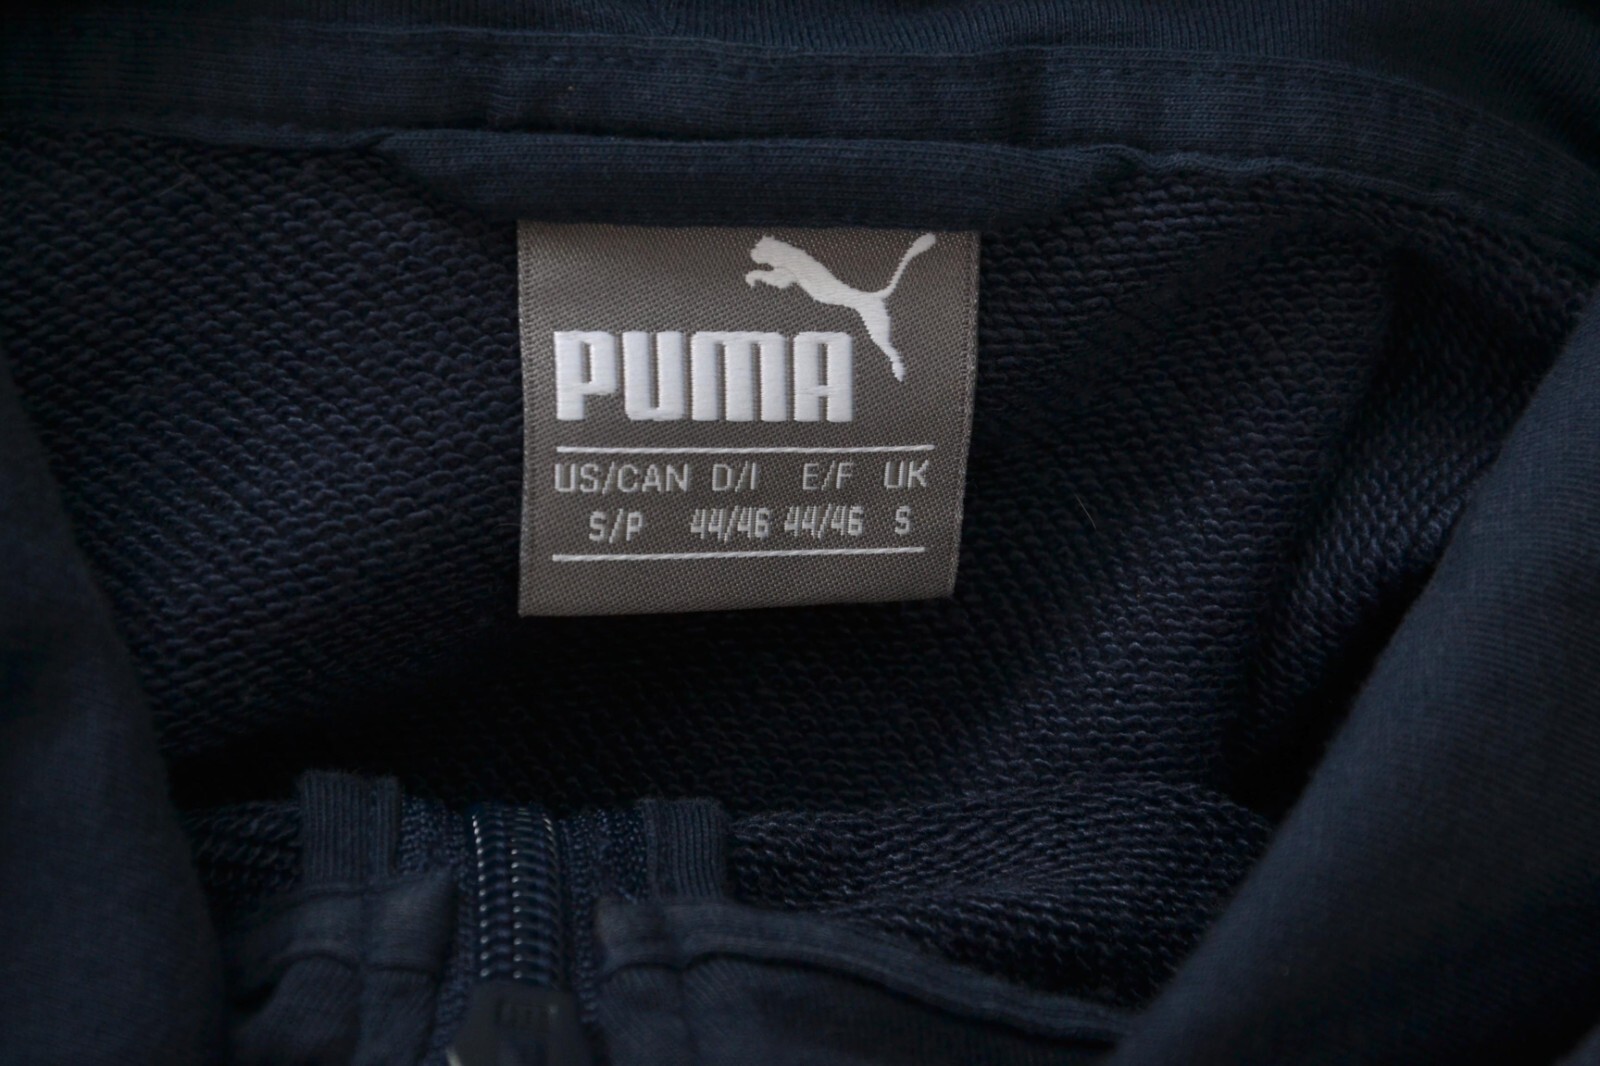 PUMA
US/CAN D/I E/F UK
S/P 44/46 44/46 S